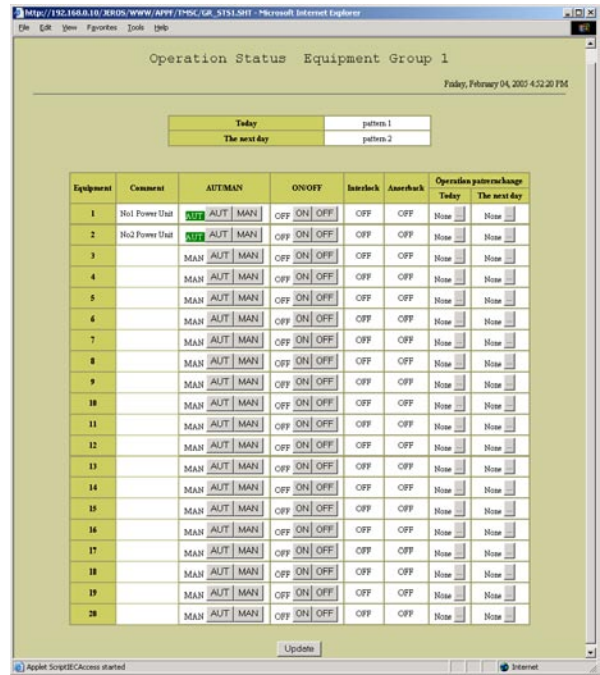 http://192.168.0.10/JEROS/WWW/APPF/TMSC/GR_STS1.SHT - Microsoft Internet Explorer
File Edit View Favorites Tools Help
Operation Status Equipment Group 1
Friday, February 04, 2005 4:52:20 PM
Today pattern.1
The next day pattern.2
Equipment Comment AUT/MAN ON/OFF Interlock Anserback Operation patternchange
Today The next day
1 No1 Power Unit AUT AUT MAN OFF ON OFF OFF OFF None ... None ...
2 No2 Power Unit AUT AUT MAN OFF ON OFF OFF OFF None ... None ...
3 MAN AUT MAN OFF ON OFF OFF OFF None ... None ...
4 MAN AUT MAN OFF ON OFF OFF OFF None ... None ...
5 MAN AUT MAN OFF ON OFF OFF OFF None ... None ...
6 MAN AUT MAN OFF ON OFF OFF OFF None ... None ...
7 MAN AUT MAN OFF ON OFF OFF OFF None ... None ...
8 MAN AUT MAN OFF ON OFF OFF OFF None ... None ...
9 MAN AUT MAN OFF ON OFF OFF OFF None ... None ...
10 MAN AUT MAN OFF ON OFF OFF OFF None ... None ...
11 MAN AUT MAN OFF ON OFF OFF OFF None ... None ...
12 MAN AUT MAN OFF ON OFF OFF OFF None ... None ...
13 MAN AUT MAN OFF ON OFF OFF OFF None ... None ...
14 MAN AUT MAN OFF ON OFF OFF OFF None ... None ...
15 MAN AUT MAN OFF ON OFF OFF OFF None ... None ...
16 MAN AUT MAN OFF ON OFF OFF OFF None ... None ...
17 MAN AUT MAN OFF ON OFF OFF OFF None ... None ...
18 MAN AUT MAN OFF ON OFF OFF OFF None ... None ...
19 MAN AUT MAN OFF ON OFF OFF OFF None ... None ...
20 MAN AUT MAN OFF ON OFF OFF OFF None ... None ...
Update
Applet ScriptIECAccess started Internet